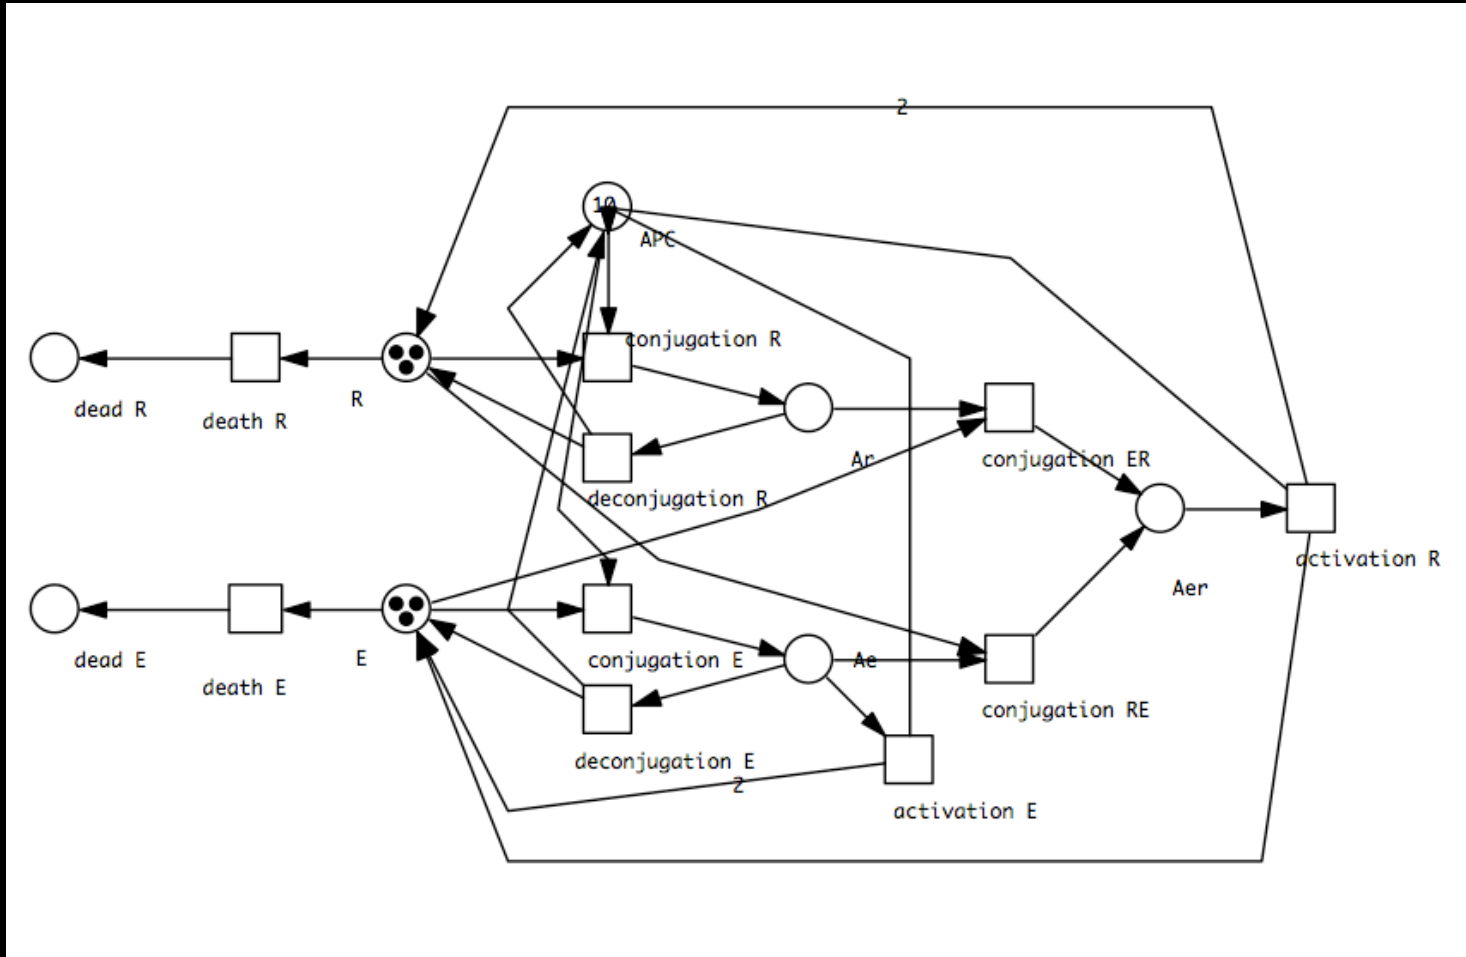 2
10
APC
conjugation R
R
dead R
death R
Ar
conjugation ER
deconjugation R
activation R
Aer
dead E
death E
E
conjugation E
Ae
conjugation RE
deconjugation E
2
activation E